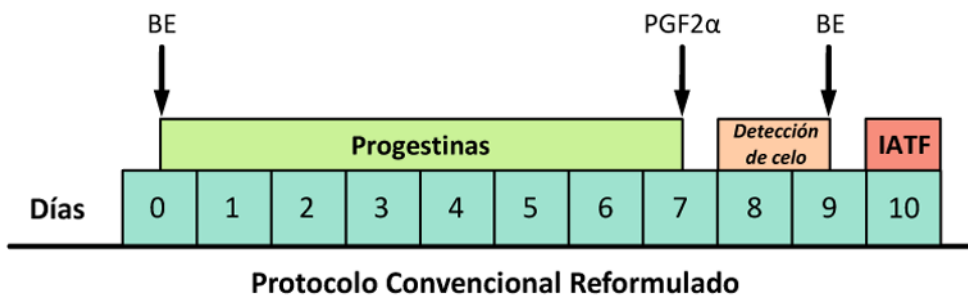 BE PGF2α BE
Progestinas
Detección
de celo
IATF
Días 0 1 2 3 4 5 6 7 8 9 10
Protocolo Convencional Reformulado